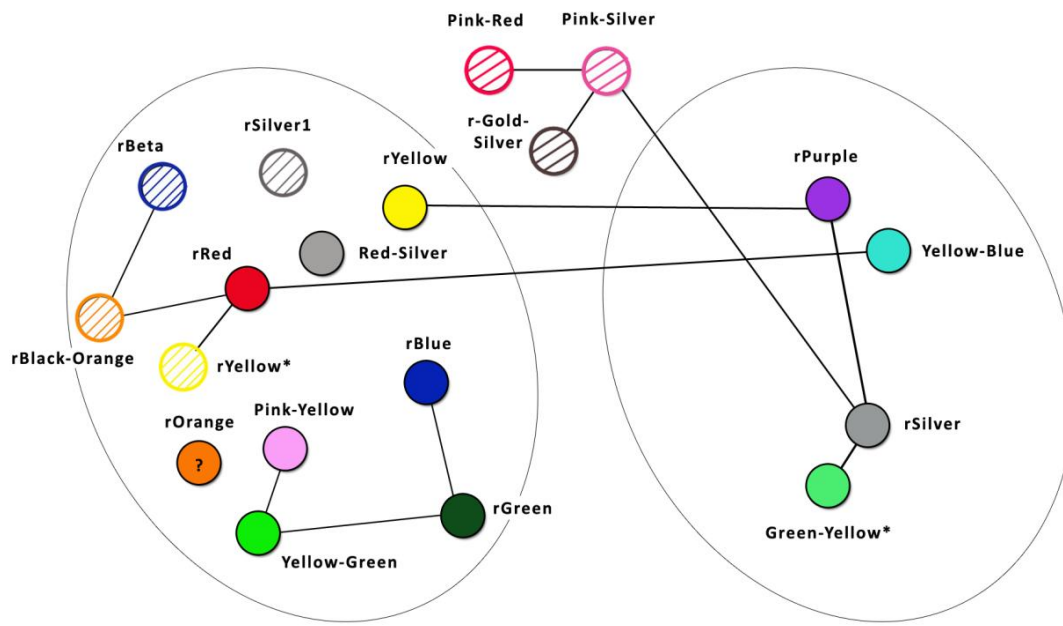 Pink-Red
Pink-Silver
r-Gold-
Silver
rSilver1
rBeta
rYellow
rPurple
Red-Silver
Yellow-Blue
rRed
rBlack-Orange
rYellow*
rBlue
Pink-Yellow
rOrange
?
rSilver
rGreen
Green-Yellow*
Yellow-Green